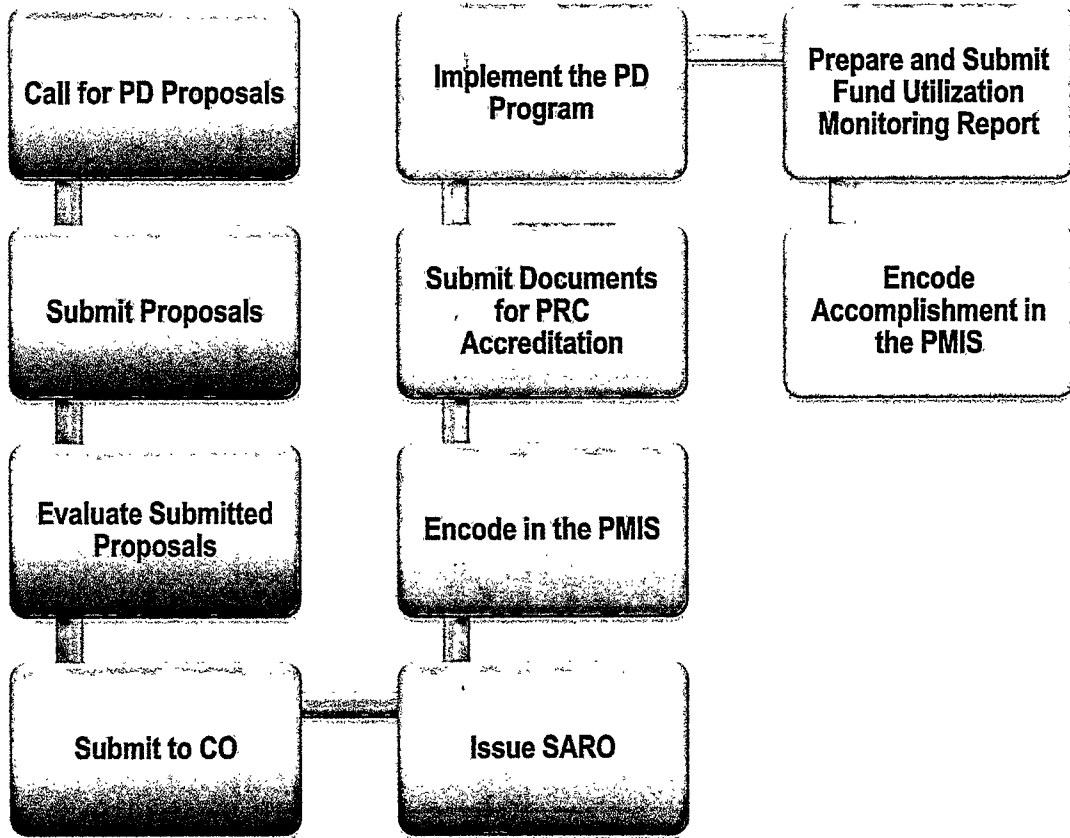 Call for PD Proposals
Submit Proposals
Evaluate Submitted
Proposals
Submit to CO
Issue SARO
Encode in the PMIS
Submit Documents
for PRC
Accreditation
Implement the PD
Program
Prepare and Submit
Fund Utilization
Monitoring Report
Encode
Accomplishment in
the PMIS